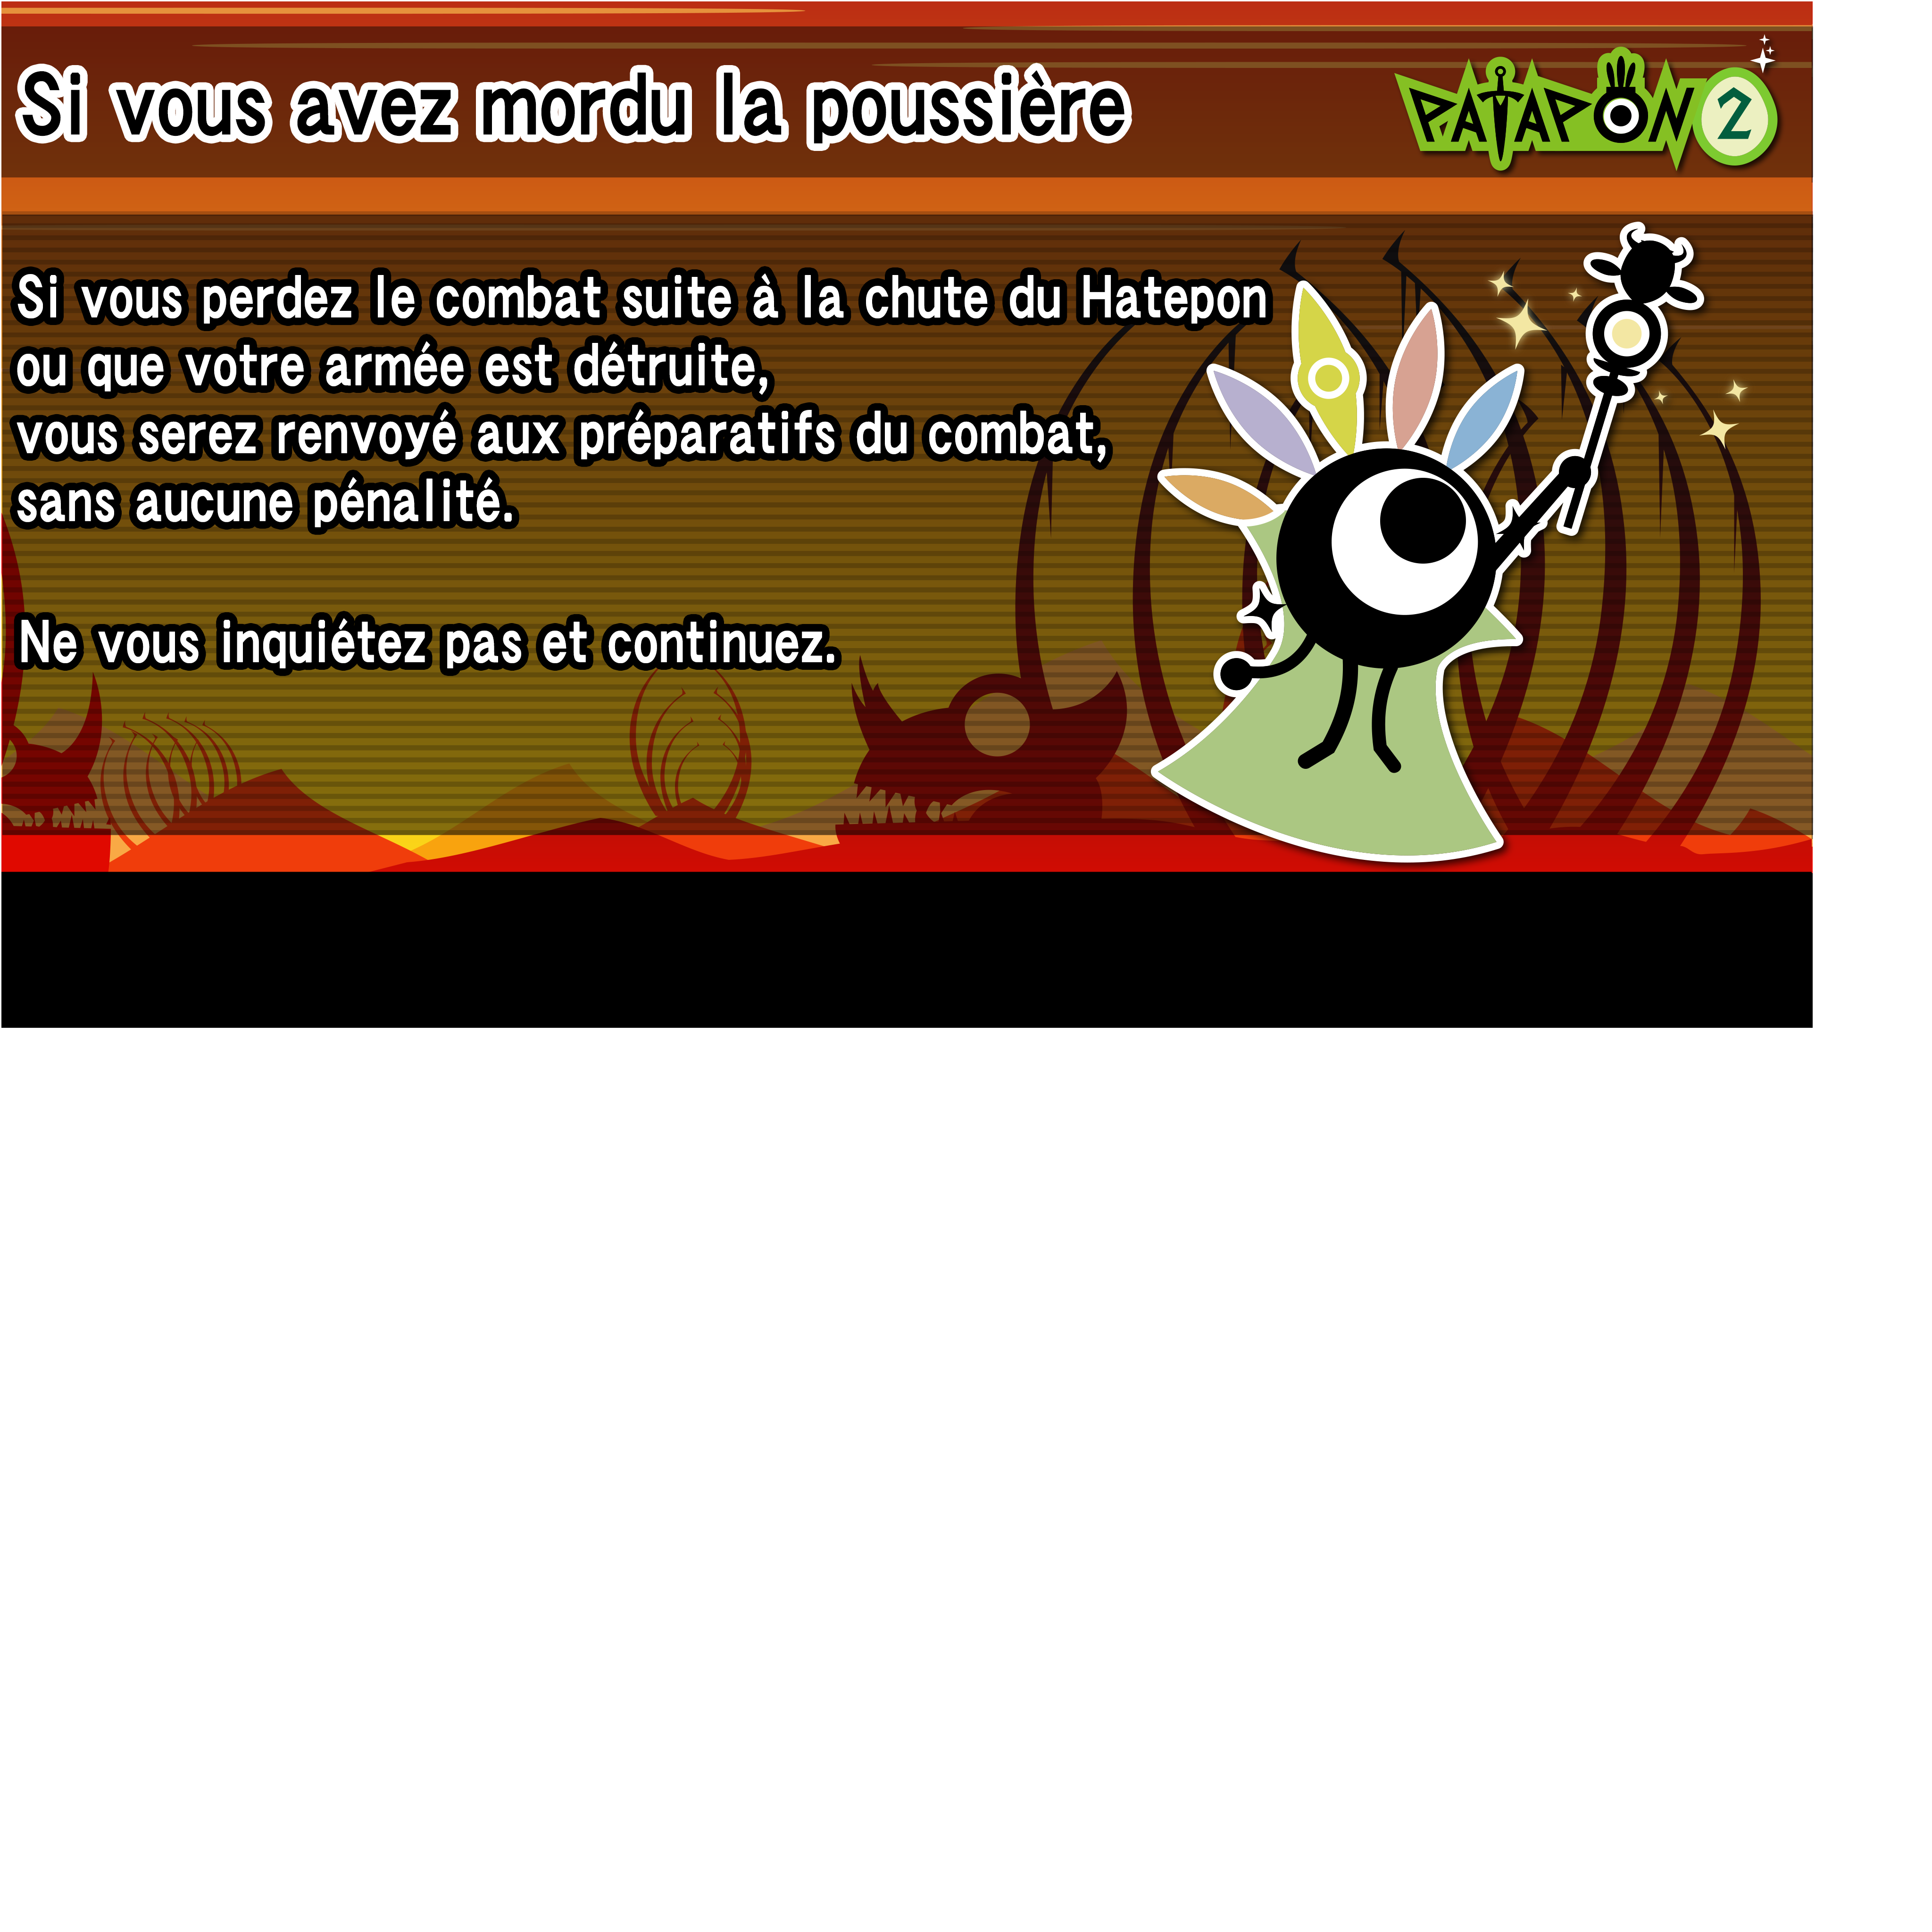 Si vous avez mordu la poussière
PATAPON 2
Si vous perdez le combat suite à la chute du Hatepon
ou que votre armée est détruite,
vous serez renvoyé aux préparatifs du combat,
sans aucune pénalité.
Ne vous inquiétez pas et continuez.